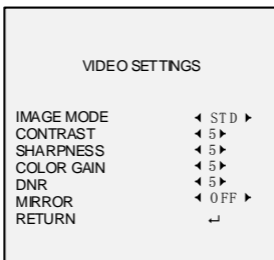 VIDEO SETTINGS
IMAGE MODE ◀ STD ▶
CONTRAST ◀ 5 ▶
SHARPNESS ◀ 5 ▶
COLOR GAIN ◀ 5 ▶
DNR ◀ 5 ▶
MIRROR ◀ OFF ▶
RETURN ↵